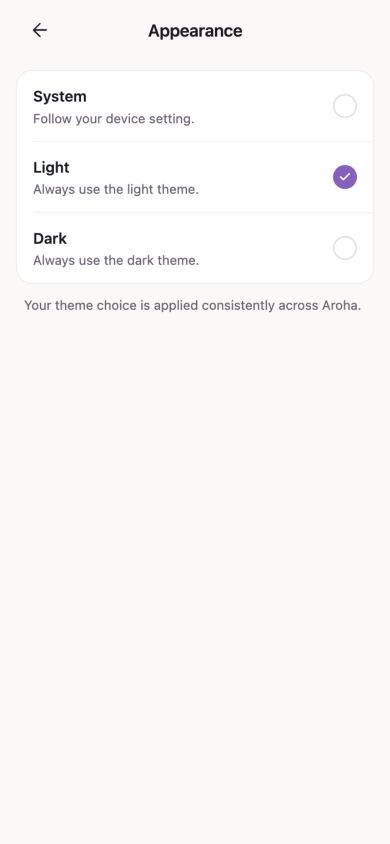 Appearance
System
Follow your device setting.
Light
Always use the light theme.
Dark
Always use the dark theme.
Your theme choice is applied consistently across Aroha.